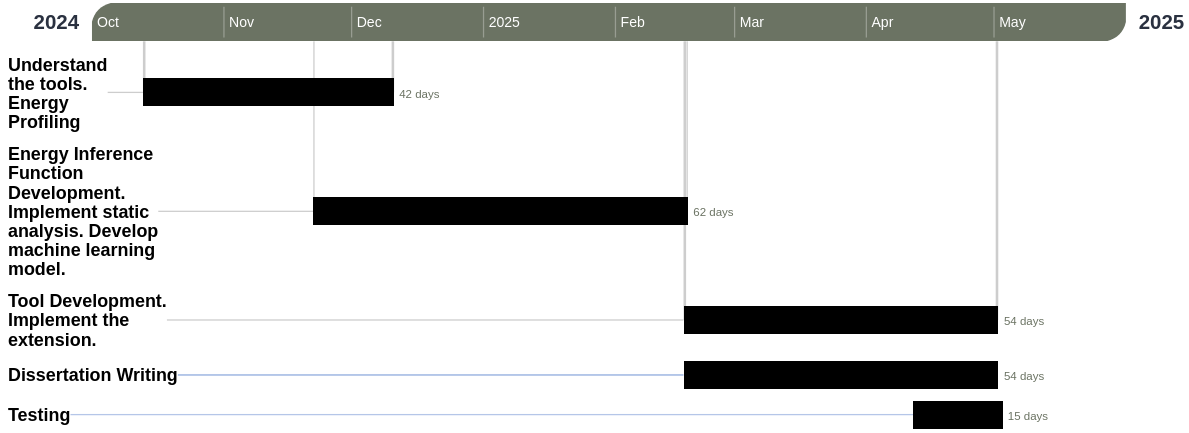 2024 Oct Nov Dec 2025 Feb Mar Apr May 2025
Understand
the tools.
Energy
Profiling
42 days
Energy Inference
Function
Development.
Implement static
analysis. Develop
machine learning
model.
62 days
Tool Development.
Implement the
extension.
54 days
Dissertation Writing 54 days
Testing 15 days